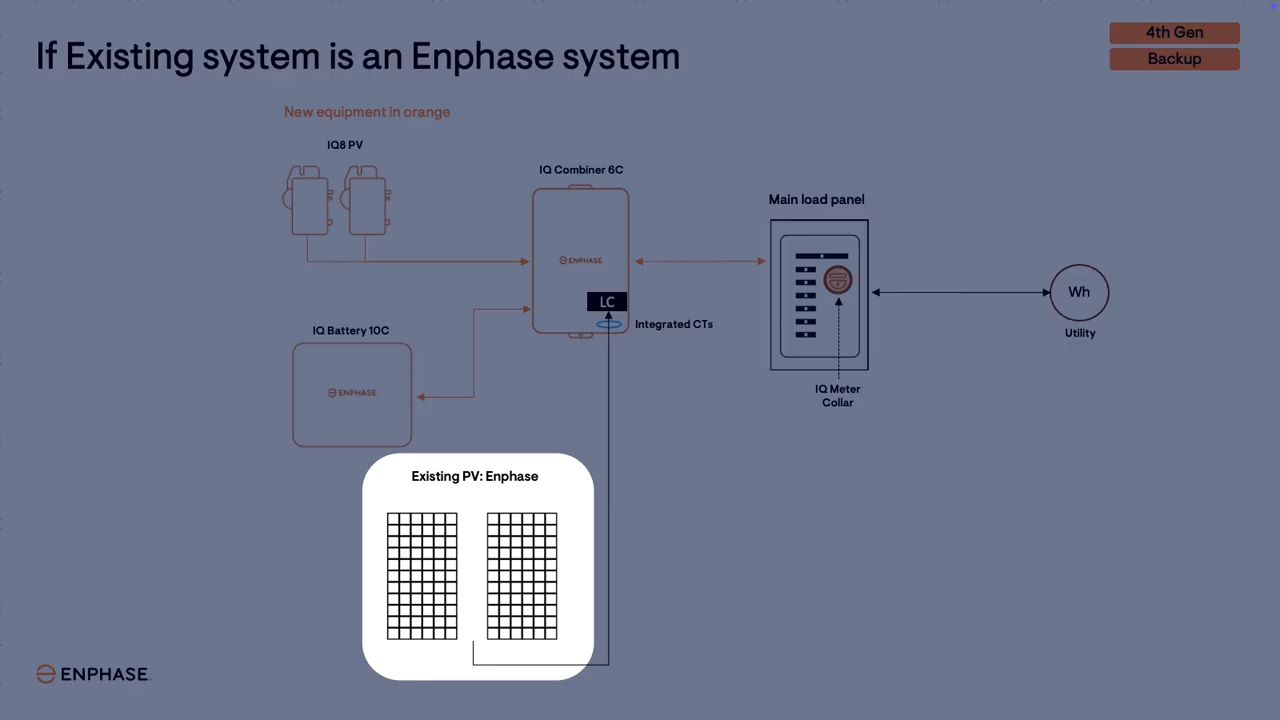 If Existing system is an Enphase system
4th Gen
Backup
New equipment in orange
IQ8 PV
IQ Combiner 6C
Main load panel
ENPHASE
LC
Integrated CTs
Wh
Utility
IQ Battery 10C
ENPHASE
IQ Meter
Collar
Existing PV: Enphase
ENPHASE.